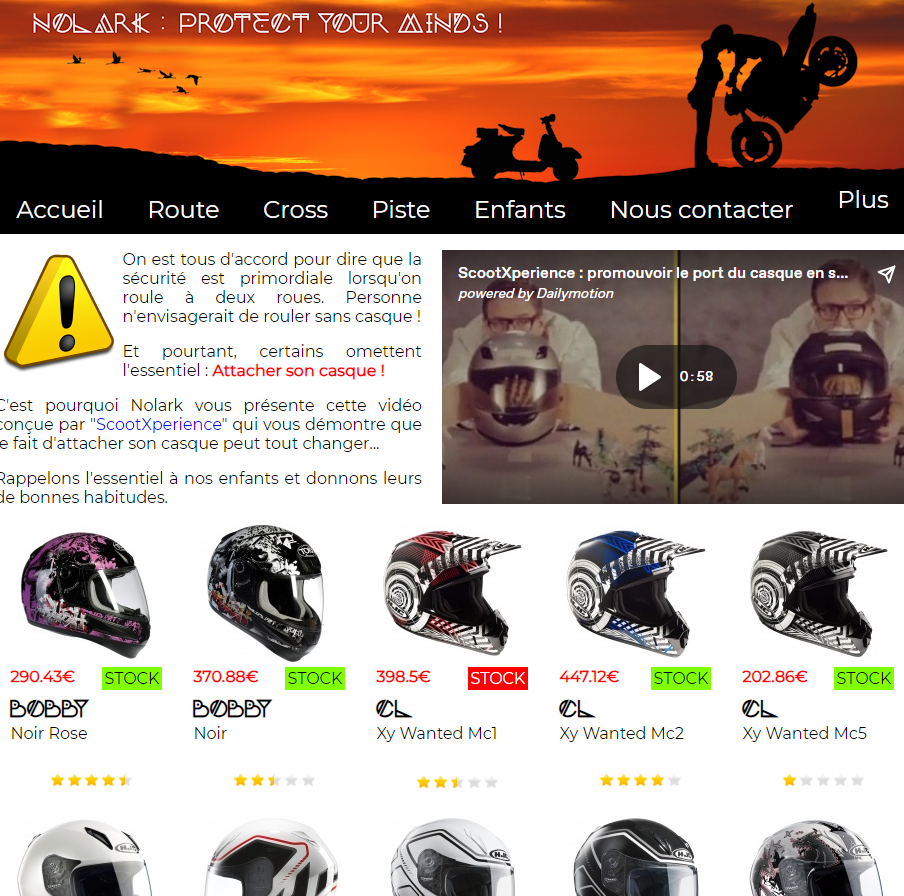 NOLARK : PROTECT YOUR MINDS !
Accueil Route Cross Piste Enfants Nous contacter Plus
On est tous d'accord pour dire que la
sécurité est primordiale lorsqu'on
roule à deux roues. Personne
n'envisagerait de rouler sans casque !
Et pourtant, certains omettent
l'essentiel : Attacher son casque !
C'est pourquoi Nolark vous présente cette vidéo
conçue par "ScootXperience" qui vous démontre que
le fait d'attacher son casque peut tout changer...
Rappelons l'essentiel à nos enfants et donnons leurs
de bonnes habitudes.
ScootXperience : promouvoir le port du casque en s...
powered by Dailymotion
0:58
290.43€ STOCK
BOBBY
Noir Rose
370.88€ STOCK
BOBBY
Noir
398.5€ STOCK
CL
Xy Wanted Mc1
447.12€ STOCK
CL
Xy Wanted Mc2
202.86€ STOCK
CL
Xy Wanted Mc5
HJC
HJC
HJC